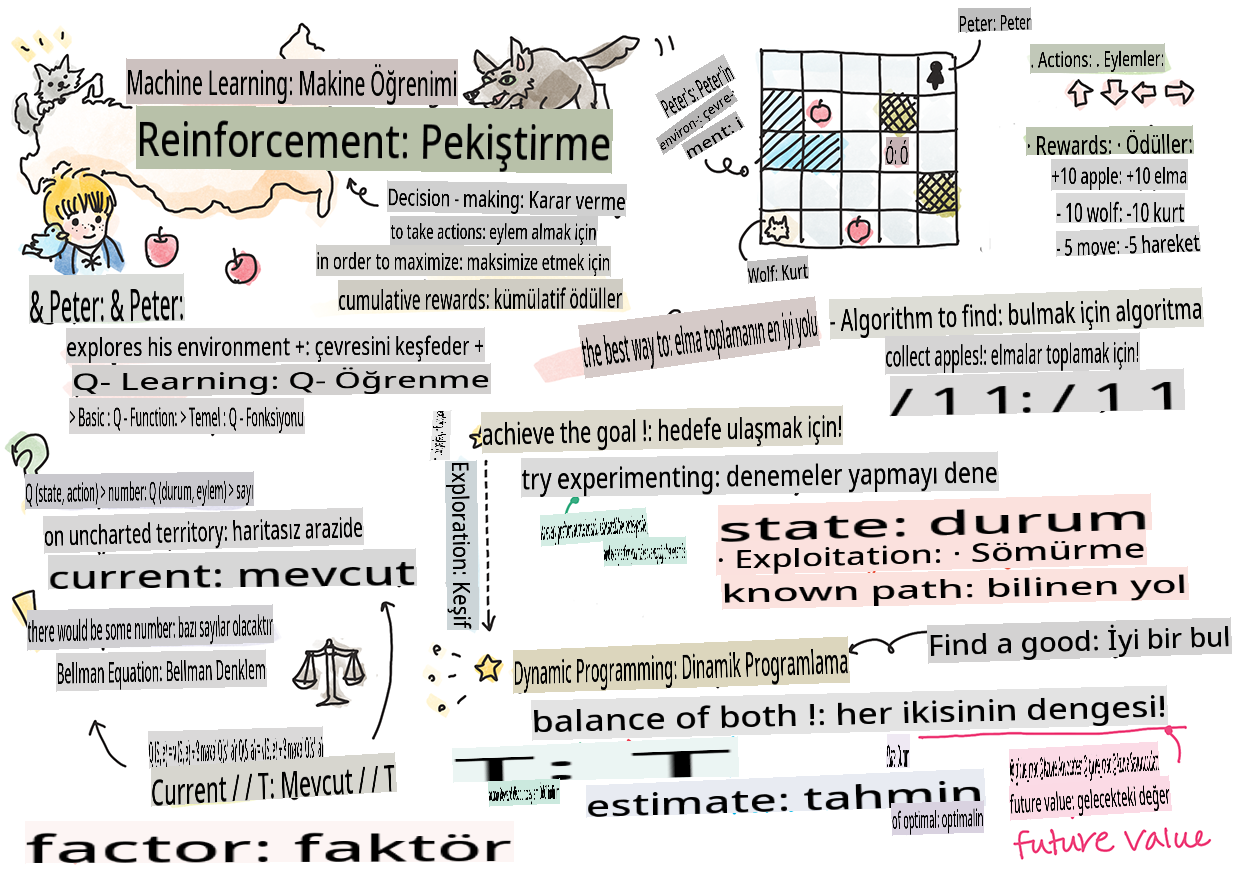 Machine Learning: Makine Öğrenimi
Reinforcement: Pekiştirme
Decision - making: Karar verme
to take actions: eylem almak için
in order to maximize: maksimize etmek için
cumulative rewards: kümülatif ödüller
Peter: Peter
Peter's: Peter'in
environ-: çevre-
ment: i
Ó: Ó
Wolf: Kurt
. Actions: . Eylemler:
· Rewards: · Ödüller:
+10 apple: +10 elma
- 10 wolf: -10 kurt
- 5 move: -5 hareket
& Peter: & Peter:
explores his environment +: çevresini keşfeder +
Q- Learning: Q- Öğrenme
> Basic : Q - Function: > Temel : Q - Fonksiyonu
the best way to: elma toplamanın en iyi yolu
- Algorithm to find: bulmak için algoritma
collect apples!: elmalar toplamak için!
/ 1 1: / 1 1
achieve the goal !: hedefe ulaşmak için!
try experimenting: denemeler yapmayı dene
Exploration: Keşif
Q (state, action) > number: Q (durum, eylem) > sayı
on uncharted territory: haritasız arazide
current: mevcut
state: durum
· Exploitation: · Sömürme
known path: bilinen yol
there would be some number: bazı sayılar olacaktır
Bellman Equation: Bellman Denklem
Dynamic Programming: Dinamik Programlama
Find a good: İyi bir bul
balance of both !: her ikisinin dengesi!
Current / / T: Mevcut / / T
T: T
estimate: tahmin
of optimal: optimalin
future value: gelecekteki değer
future value
factor: faktör